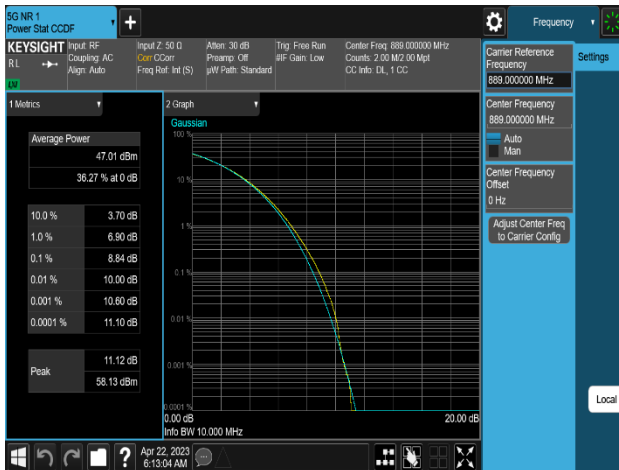 5G NR 1
Power Stat CCDF
Frequency
KEYSIGHT
RL
LXI
Input: RF
Coupling: AC
Align: Auto
Input Z: 50 Ω
Corr CCorr
Freq Ref: Int (S)
Atten: 30 dB
Preamp: Off
µW Path: Standard
Trig: Free Run
#IF Gain: Low
Center Freq: 889.000000 MHz
Counts: 2.00 M/2.00 Mpt
CC Info: DL, 1 CC
1 Metrics
Average Power
47.01 dBm
36.27 % at 0 dB
10.0 % 3.70 dB
1.0 % 6.90 dB
0.1 % 8.84 dB
0.01 % 10.00 dB
0.001 % 10.60 dB
0.0001 % 11.10 dB
Peak
11.12 dB
58.13 dBm
2 Graph
Gaussian
100 %
10 %
1 %
0.1 %
0.01 %
0.001 %
0.0001 %
0.00 dB
20.00 dB
Info BW 10.000 MHz
Carrier Reference
Frequency
889.000000 MHz
Center Frequency
889.000000 MHz
Auto
Man
Center Frequency
Offset
0 Hz
Adjust Center Freq
to Carrier Config
Settings
Local
?
Apr 22, 2023
6:13:04 AM